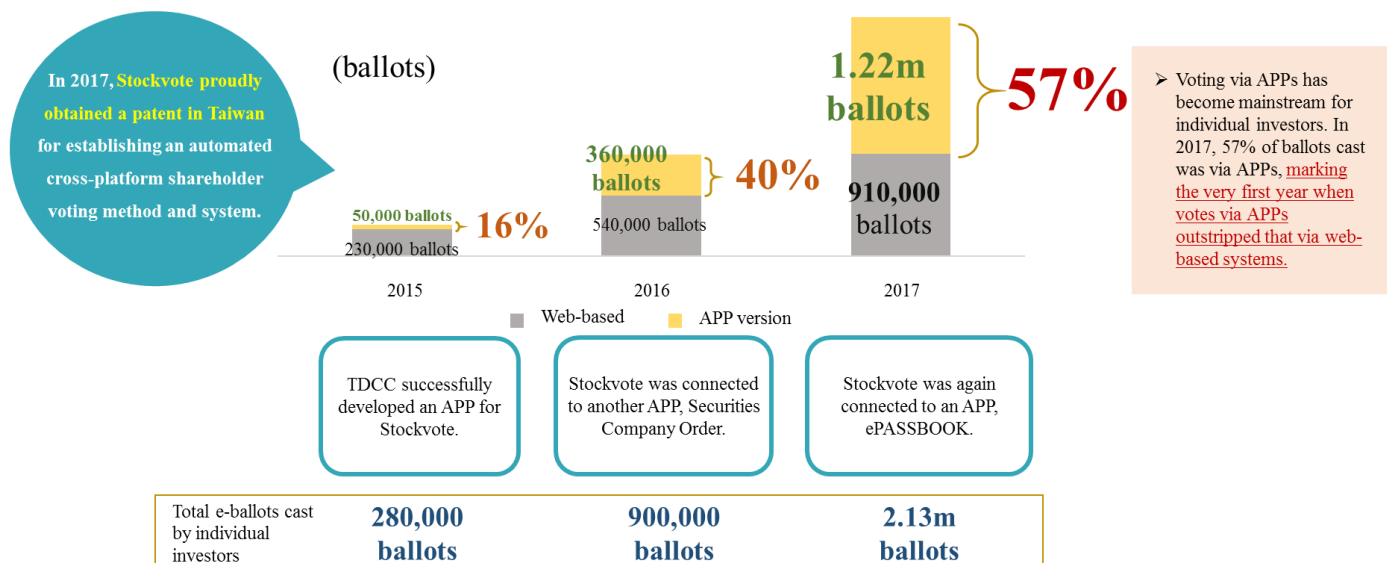 In 2017, Stockvote proudly
obtained a patent in Taiwan
for establishing an automated
cross-platform shareholder
voting method and system.
(ballots)
1.22m
ballots
57%
910,000
ballots
360,000
ballots
40%
540,000 ballots
50,000 ballots
16%
230,000 ballots
2015
2016
2017
Web-based
APP version
➢ Voting via APPs has
become mainstream for
individual investors. In
2017, 57% of ballots cast
was via APPs, marking
the very first year when
votes via APPs
outstripped that via web-
based systems.
TDCC successfully
developed an APP for
Stockvote.
Stockvote was connected
to another APP, Securities
Company Order.
Stockvote was again
connected to an APP,
ePASSBOOK.
Total e-ballots cast
by individual
investors
280,000
ballots
900,000
ballots
2.13m
ballots